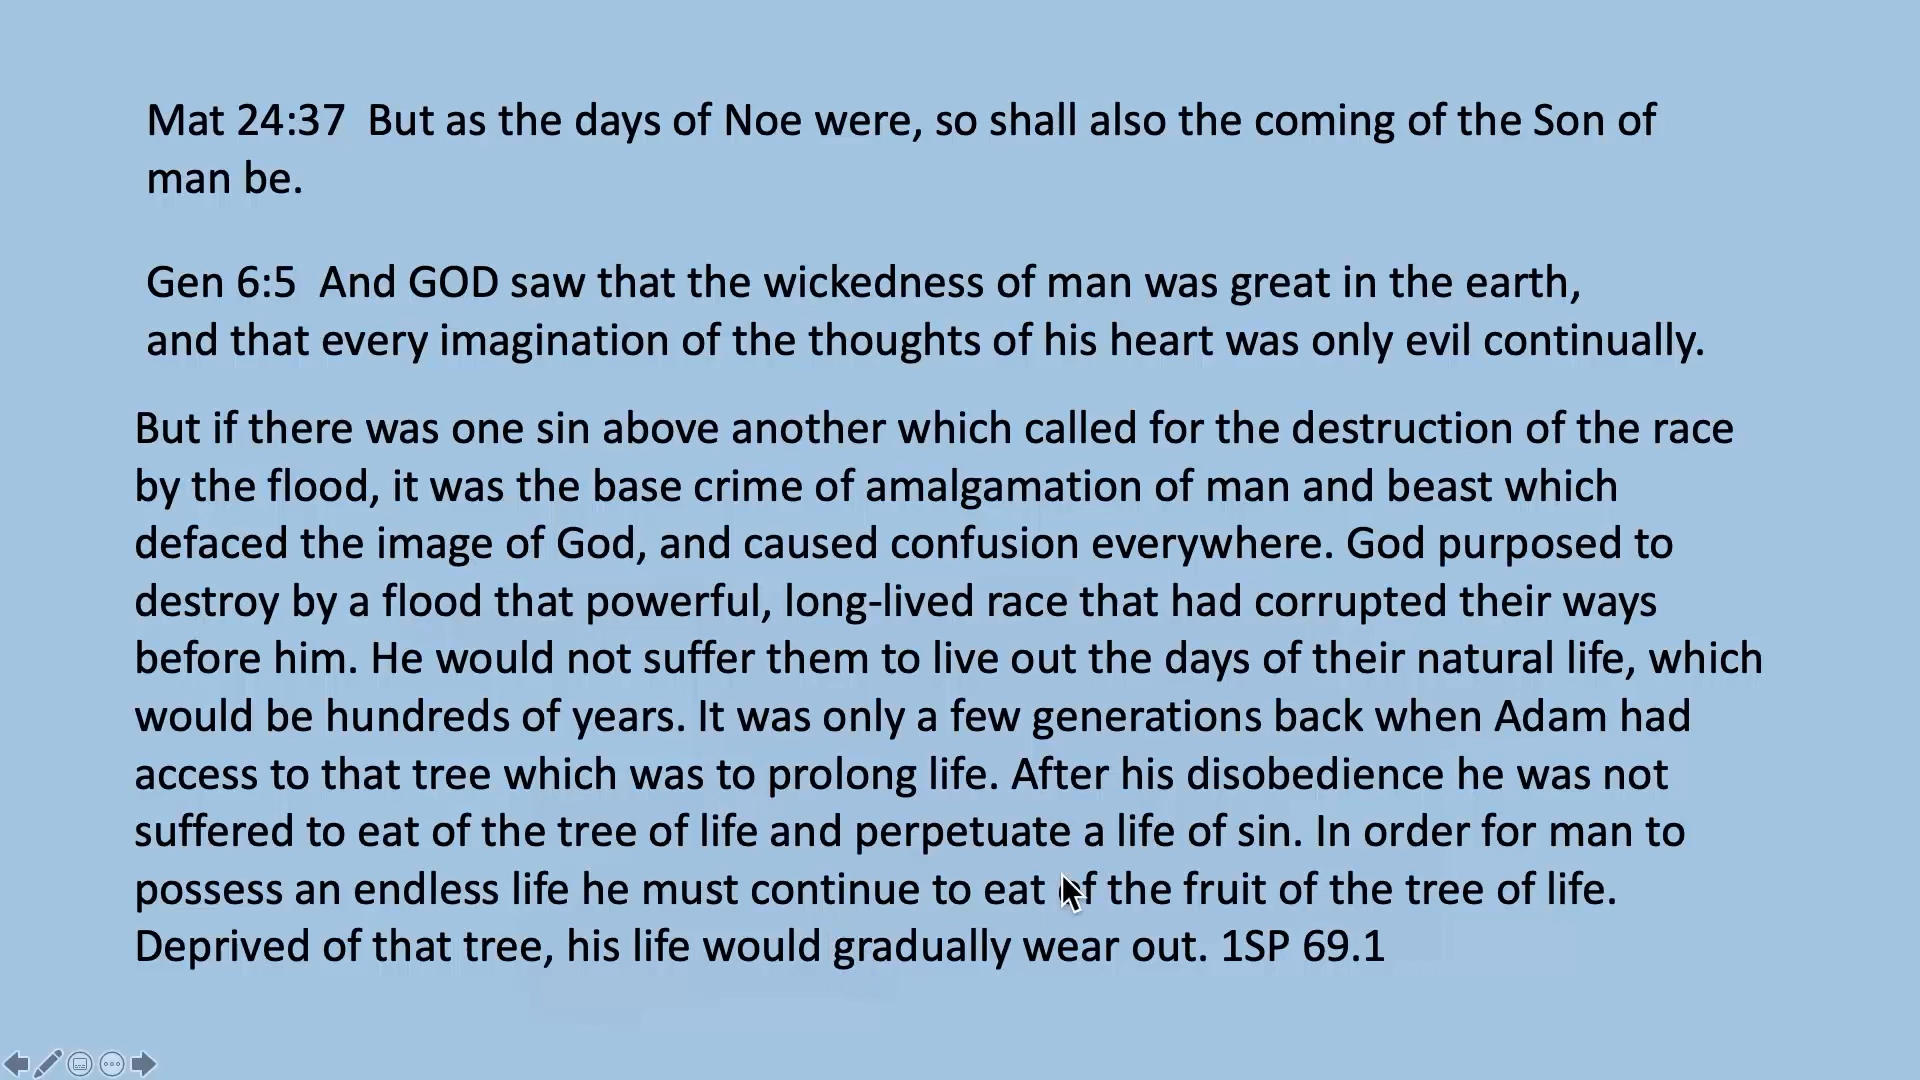 Mat 24:37  But as the days of Noe were, so shall also the coming of the Son of
man be.
Gen 6:5  And GOD saw that the wickedness of man was great in the earth,
and that every imagination of the thoughts of his heart was only evil continually.
But if there was one sin above another which called for the destruction of the race
by the flood, it was the base crime of amalgamation of man and beast which
defaced the image of God, and caused confusion everywhere. God purposed to
destroy by a flood that powerful, long-lived race that had corrupted their ways
before him. He would not suffer them to live out the days of their natural life, which
would be hundreds of years. It was only a few generations back when Adam had
access to that tree which was to prolong life. After his disobedience he was not
suffered to eat of the tree of life and perpetuate a life of sin. In order for man to
possess an endless life he must continue to eat of the fruit of the tree of life.
Deprived of that tree, his life would gradually wear out. 1SP 69.1